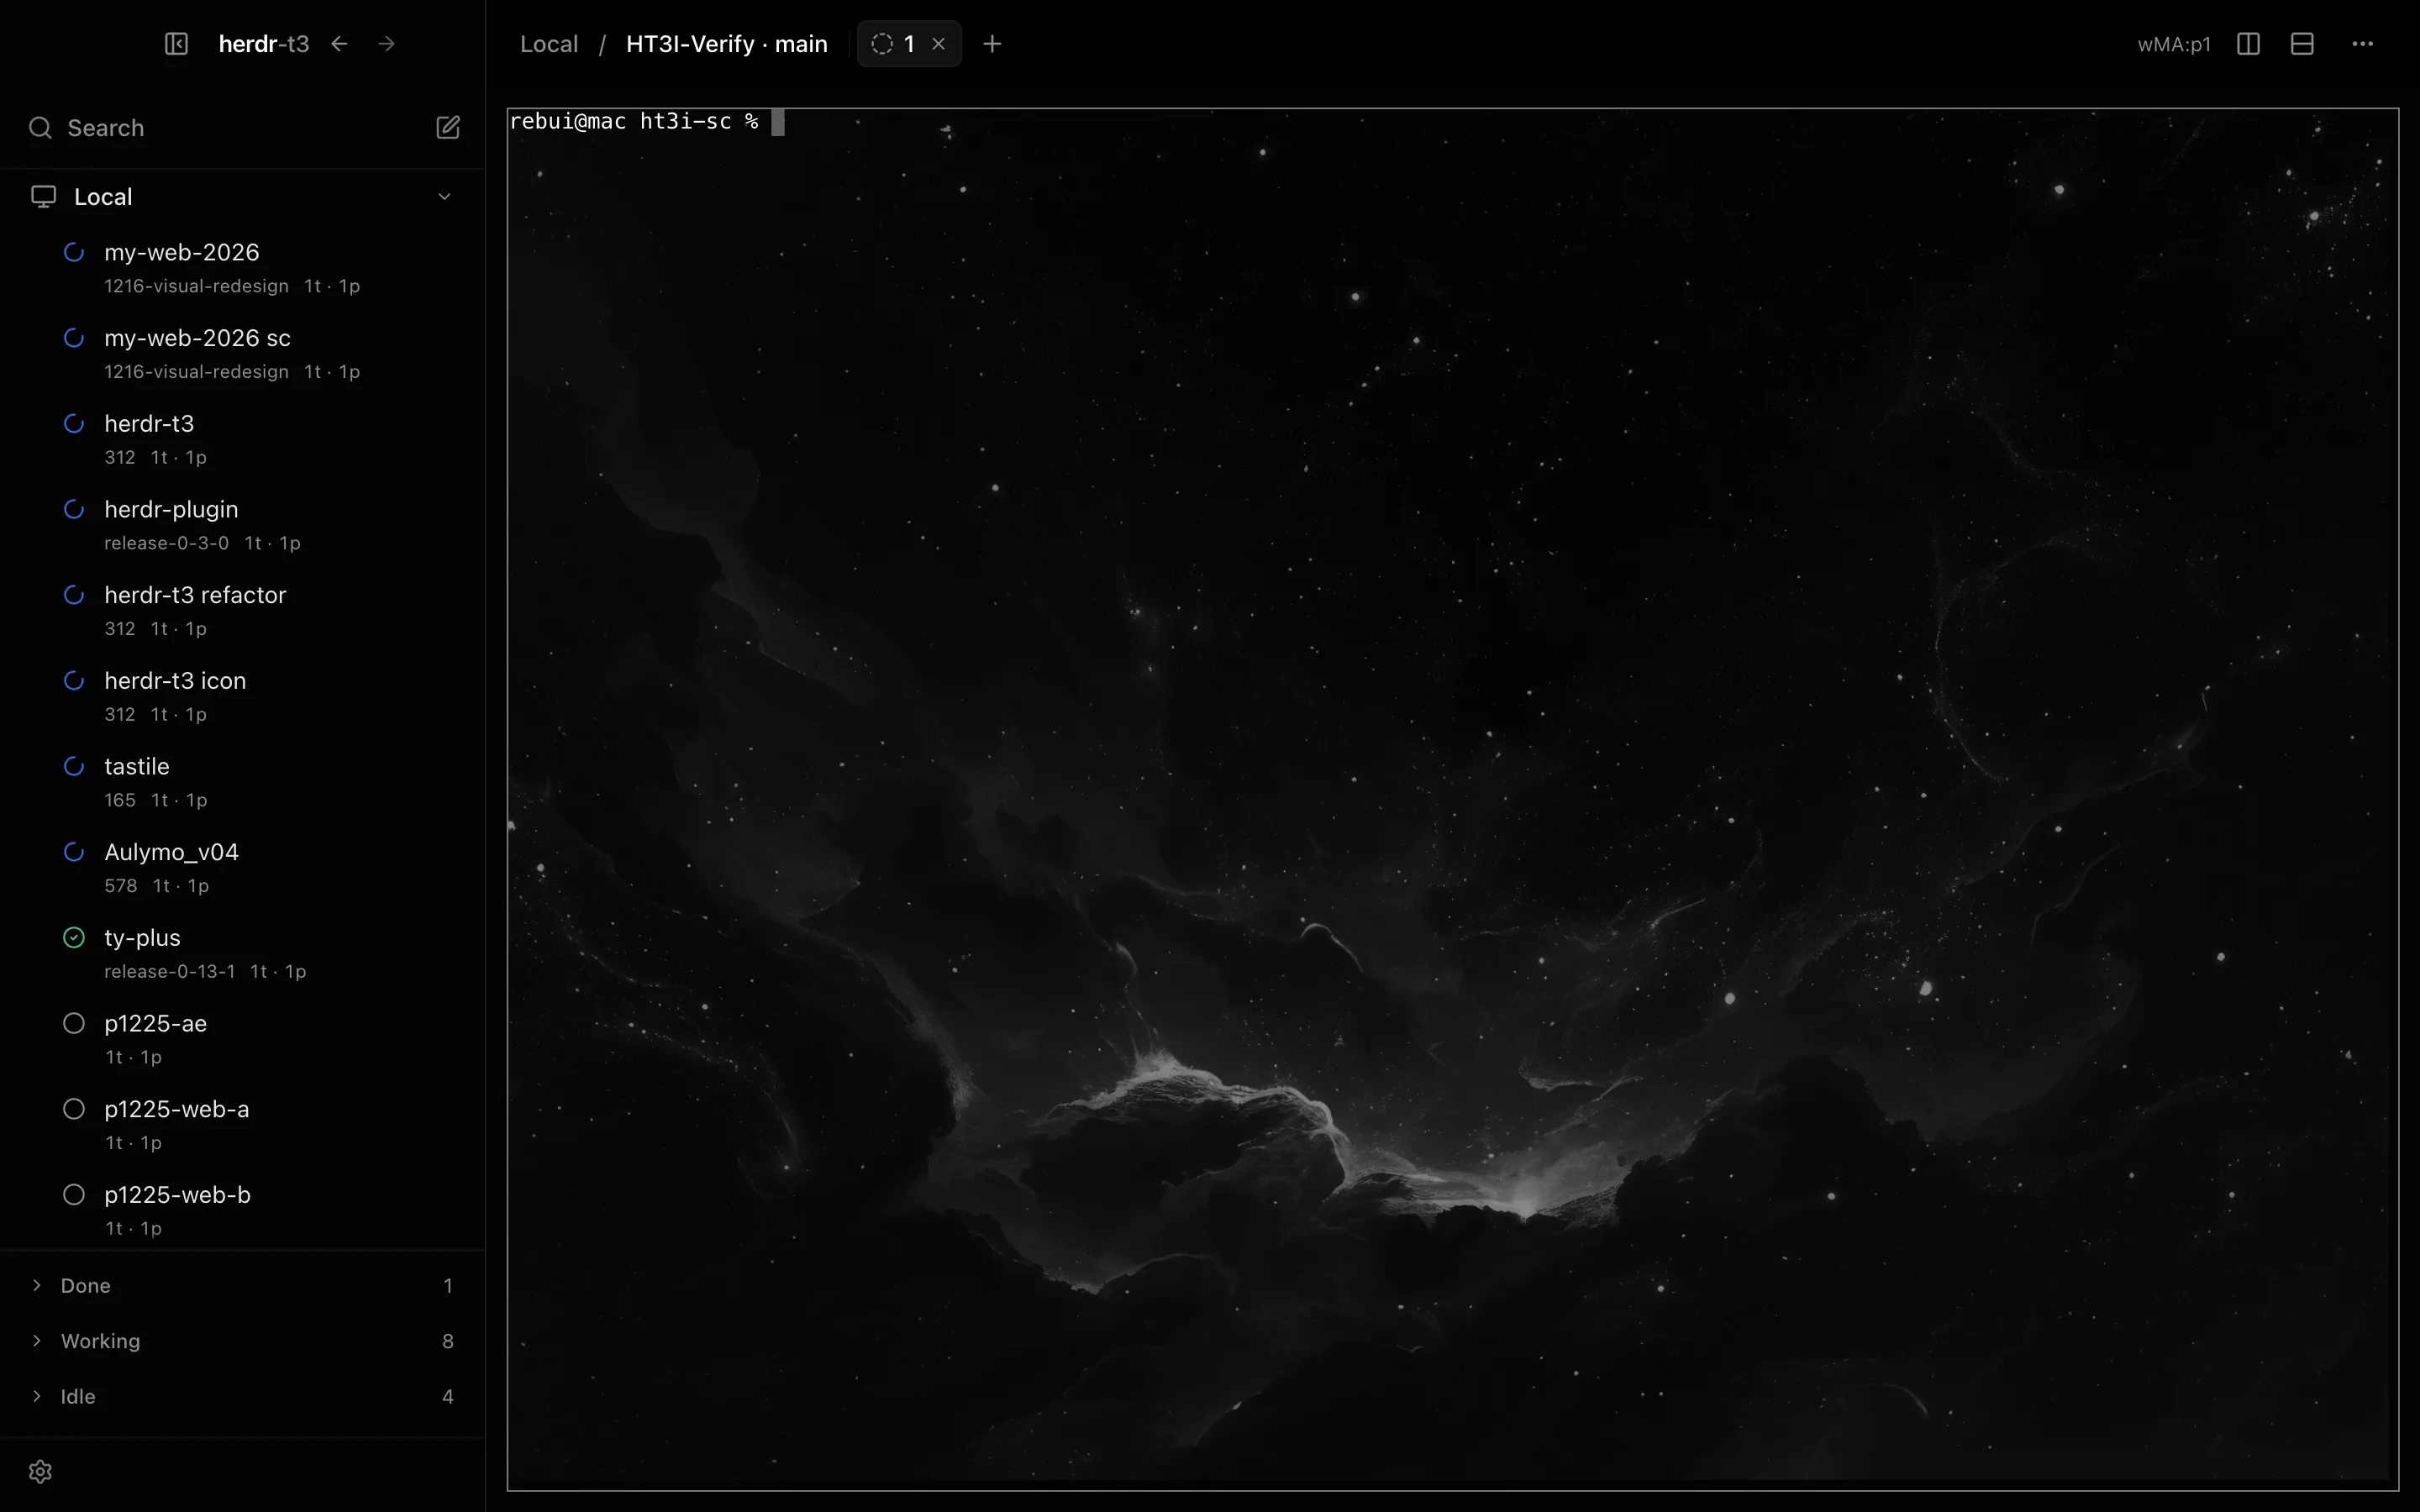 herdr-t3
Local / HT3I-Verify · main 1
wMA:p1
Search
Local
my-web-2026
1216-visual-redesign 1t · 1p
my-web-2026 sc
1216-visual-redesign 1t · 1p
herdr-t3
312 1t · 1p
herdr-plugin
release-0-3-0 1t · 1p
herdr-t3 refactor
312 1t · 1p
herdr-t3 icon
312 1t · 1p
tastile
165 1t · 1p
Aulymo_v04
578 1t · 1p
ty-plus
release-0-13-1 1t · 1p
p1225-ae
1t · 1p
p1225-web-a
1t · 1p
p1225-web-b
1t · 1p
Done 1
Working 8
Idle 4
rebui@mac ht3i-sc %